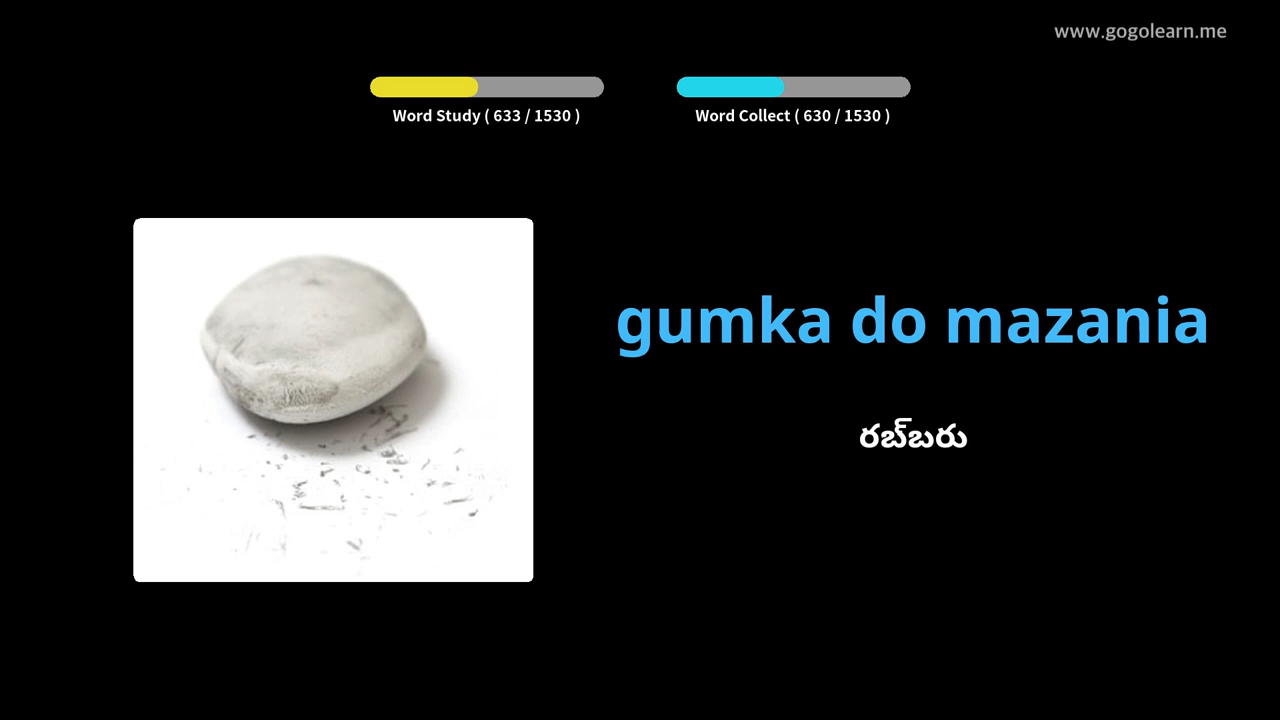 www.gogolearn.me
Word Study ( 633 / 1530 )
Word Collect ( 630 / 1530 )
gumka do mazania
రబ్‌బరు